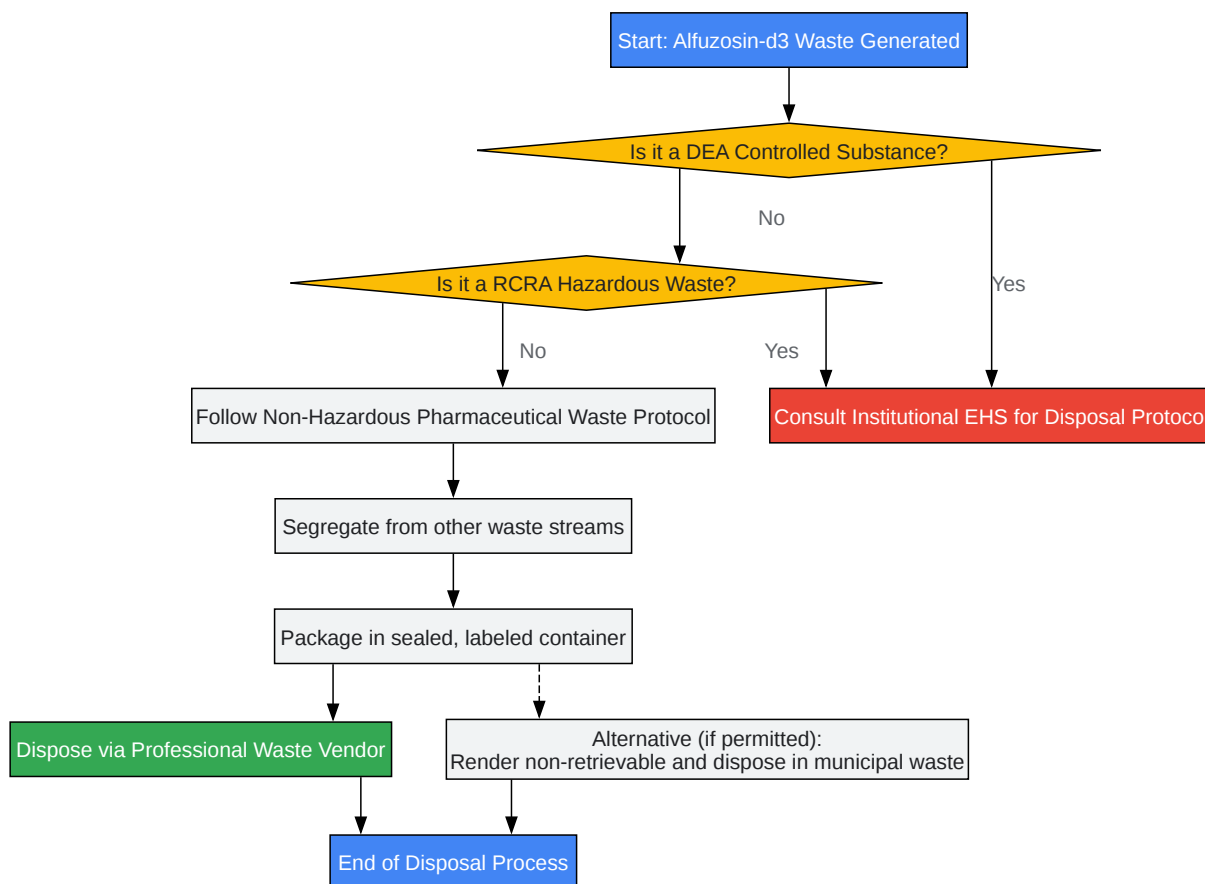 Start: Alfuzosin-d3 Waste Generated
Is it a DEA Controlled Substance?
No
Is it a RCRA Hazardous Waste?
Yes
No
Yes
Follow Non-Hazardous Pharmaceutical Waste Protocol
Consult Institutional EHS for Disposal Protoco
Segregate from other waste streams
Package in sealed, labeled container
Dispose via Professional Waste Vendor
Alternative (if permitted):
Render non-retrievable and dispose in municipal waste
End of Disposal Process